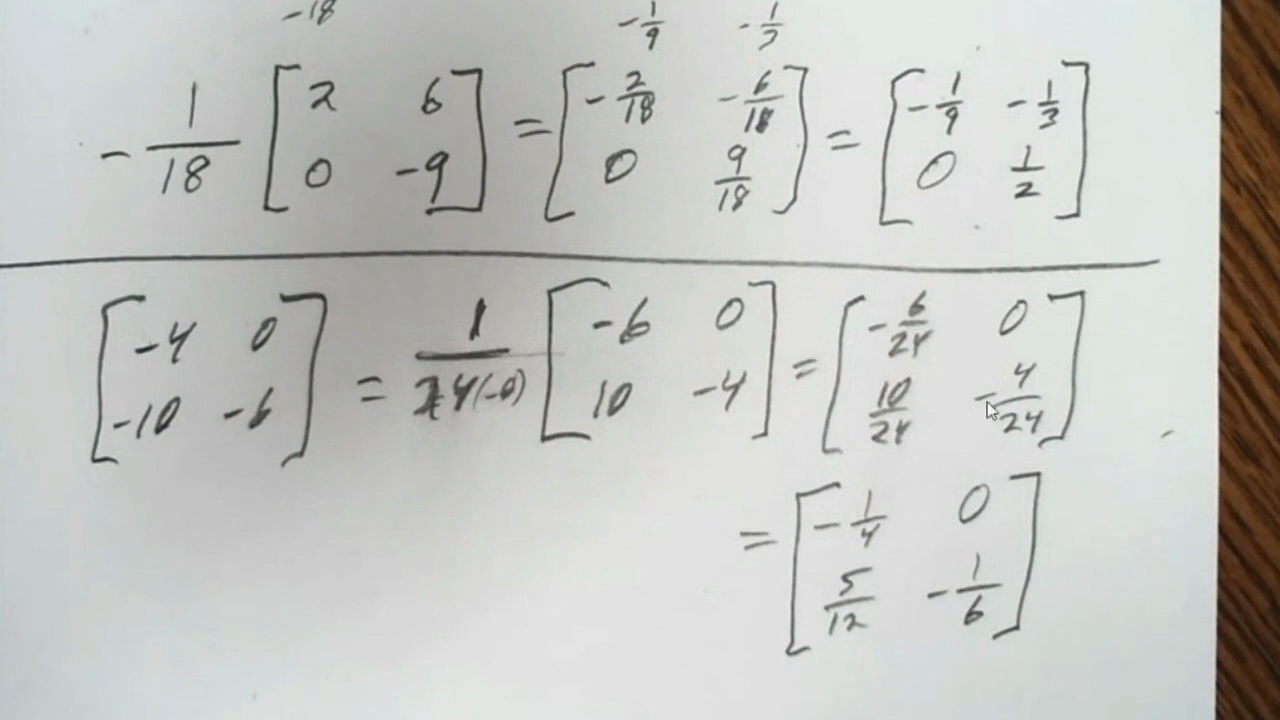 -18 -1/9 -1/3
- 1/18 [2 6; 0 -9] = [-2/18 -6/18; 0 9/18] = [-1/9 -1/3; 0 1/2]
[-4 0; -10 -6] = 1/(-4(-6)) [-6 0; 10 -4] = [-6/24 0; 10/24 -4/24]
= [-1/4 0; 5/12 -1/6]